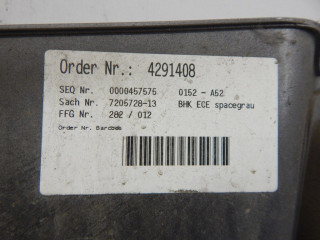 Order Nr.: 4291408
SEQ Nr. 0000457575 0152 - A52
Sach Nr. 7205728-13 BHK ECE spacegrau
FFG Nr. 202 / 012
Order Nr. Barcode